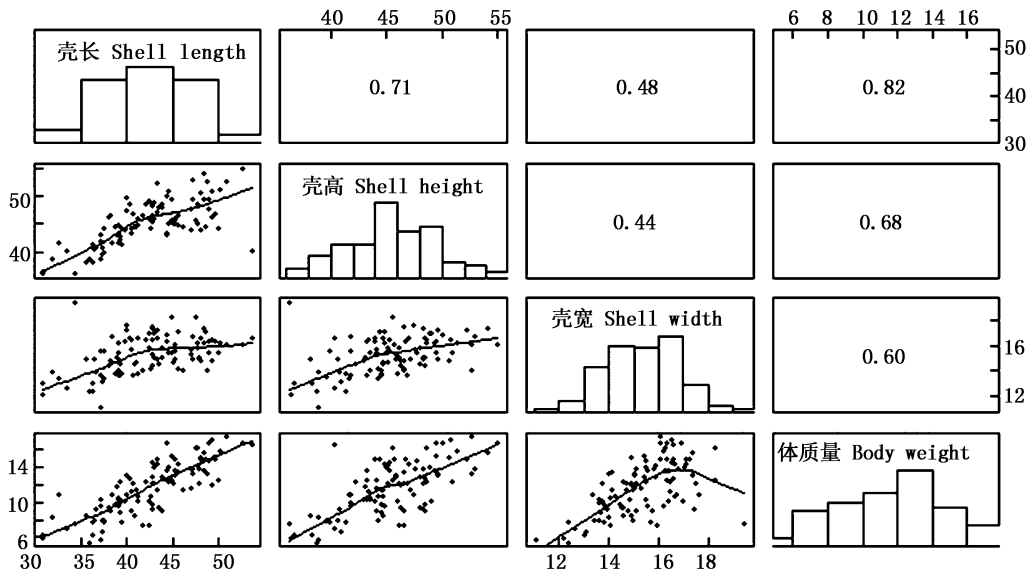 40 45 50 55
6 8 10 12 14 16
壳长 Shell length
0.71
0.48
0.82
50
40
30
50
40
壳高 Shell height
0.44
0.68
壳宽 Shell width
0.60
16
12
14
10
6
体质量 Body weight
30 35 40 45 50
12 14 16 18